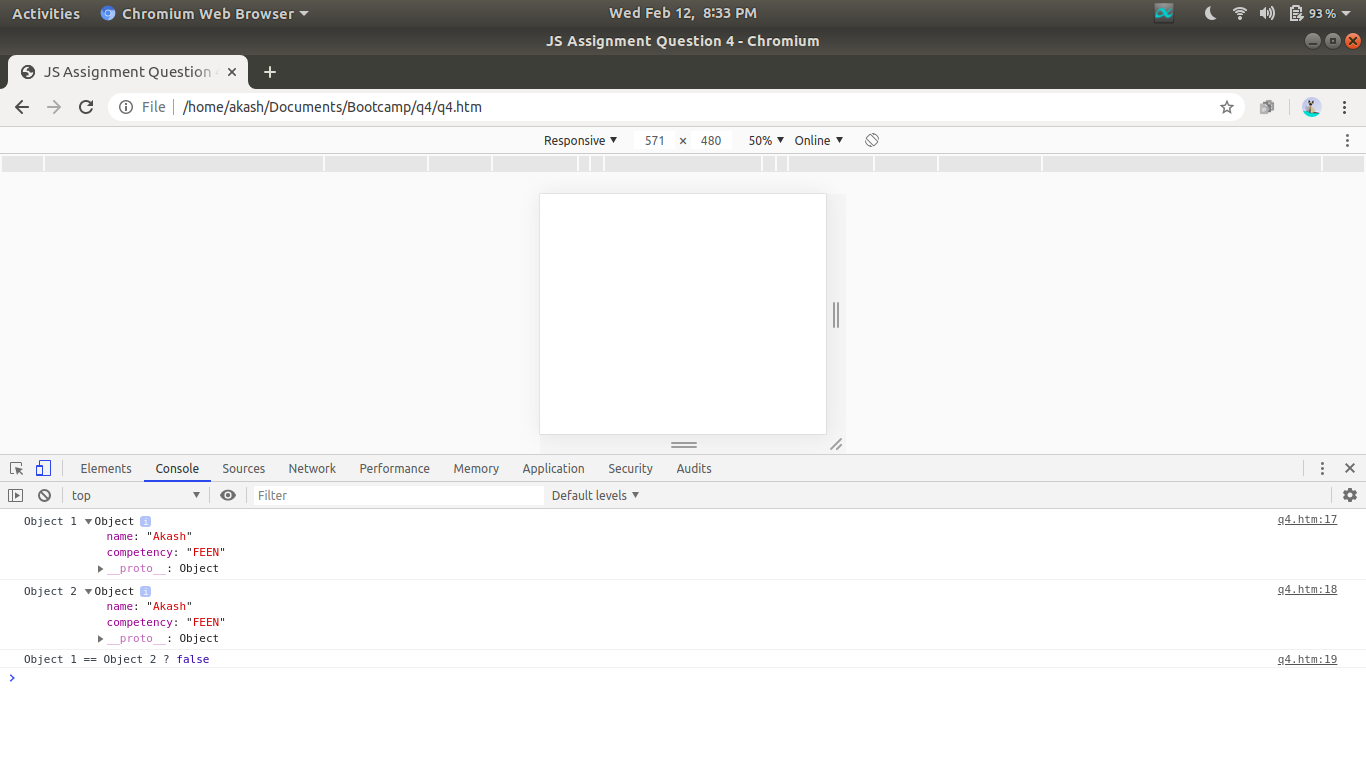 Activities Chromium Web Browser Wed Feb 12, 8:33 PM 93 %
JS Assignment Question 4 - Chromium
JS Assignment Question
File /home/akash/Documents/Bootcamp/q4/q4.htm
Responsive 571 × 480 50% Online
Elements Console Sources Network Performance Memory Application Security Audits
top Filter Default levels
Object 1 Object i q4.htm:17
name: "Akash"
competency: "FEEN"
__proto__: Object
Object 2 Object i q4.htm:18
name: "Akash"
competency: "FEEN"
__proto__: Object
Object 1 == Object 2 ? false q4.htm:19